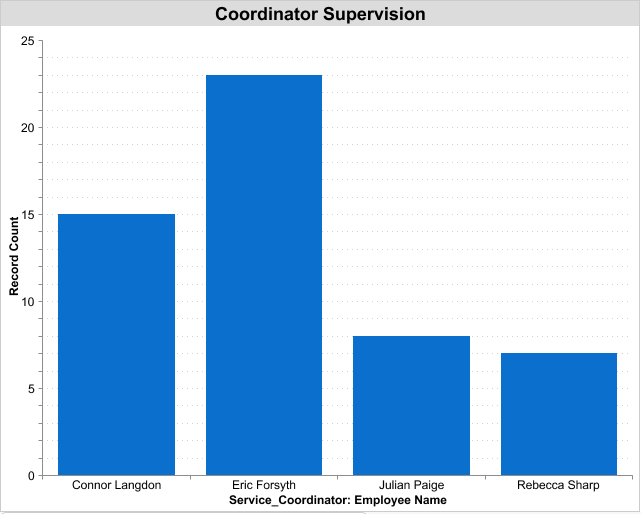 Coordinator Supervision
25
20
15
10
5
0
Record Count
Connor Langdon
Eric Forsyth
Julian Paige
Rebecca Sharp
Service_Coordinator: Employee Name